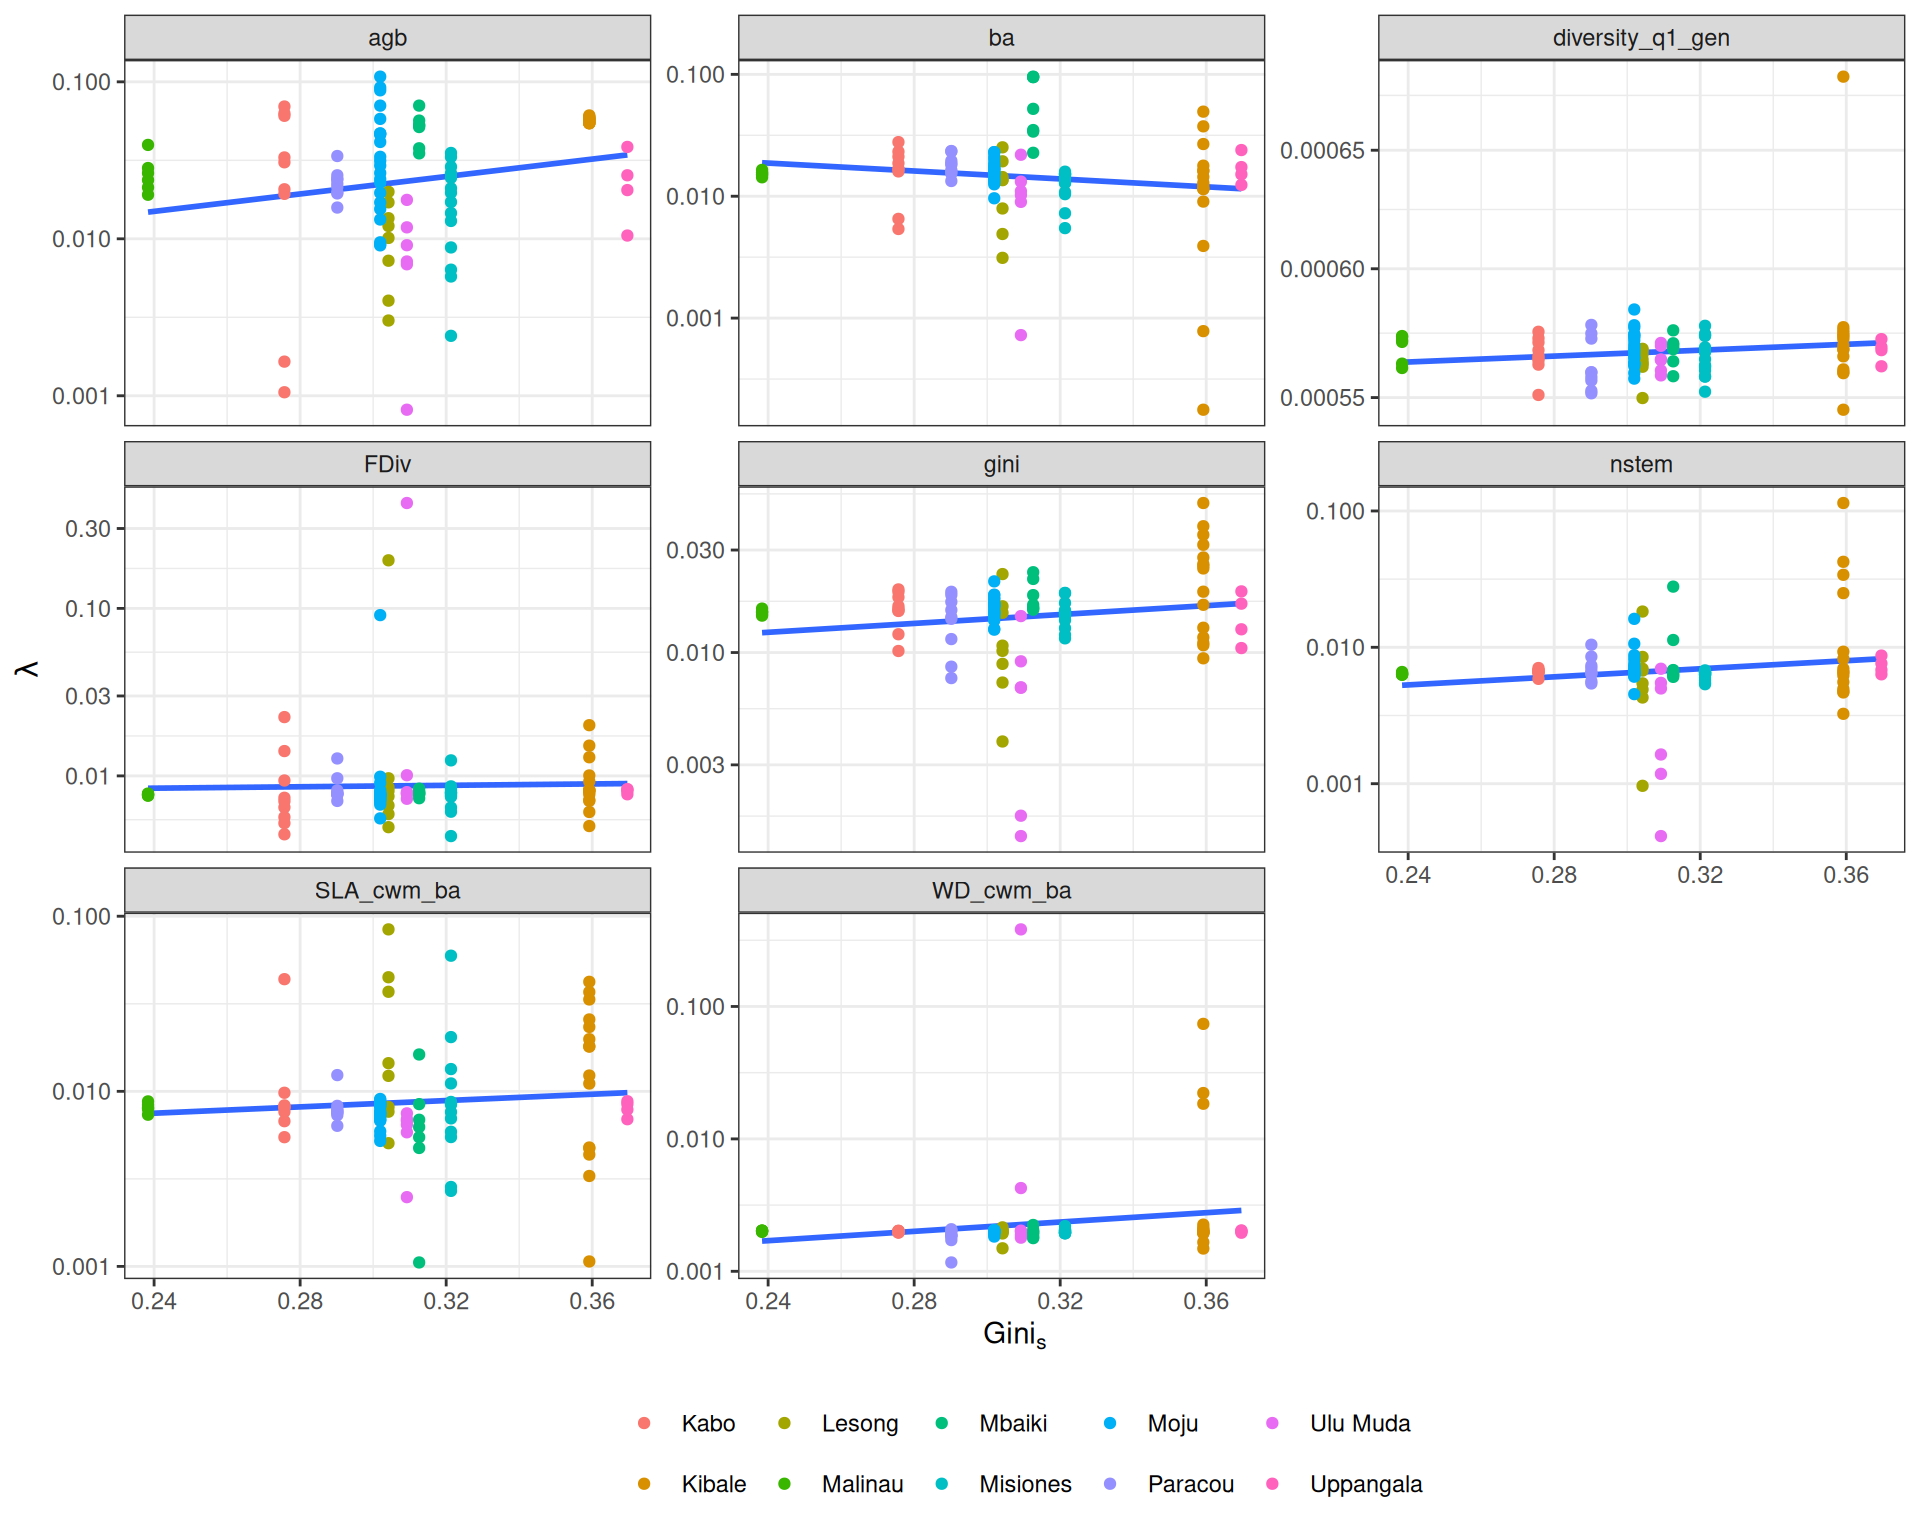 agb
ba
diversity_q1_gen
0.100
0.010
0.001
0.100
0.010
0.001
0.00065
0.00060
0.00055
FDiv
gini
nstem
0.30
0.10
0.03
0.01
0.030
0.010
0.003
0.100
0.010
0.001
0.24 0.28 0.32 0.36
λ
SLA_cwm_ba
WD_cwm_ba
0.100
0.010
0.001
0.100
0.010
0.001
0.24 0.28 0.32 0.36
0.24 0.28 0.32 0.36
Ginis
Kabo Lesong Mbaiki Moju Ulu Muda
Kibale Malinau Misiones Paracou Uppangala